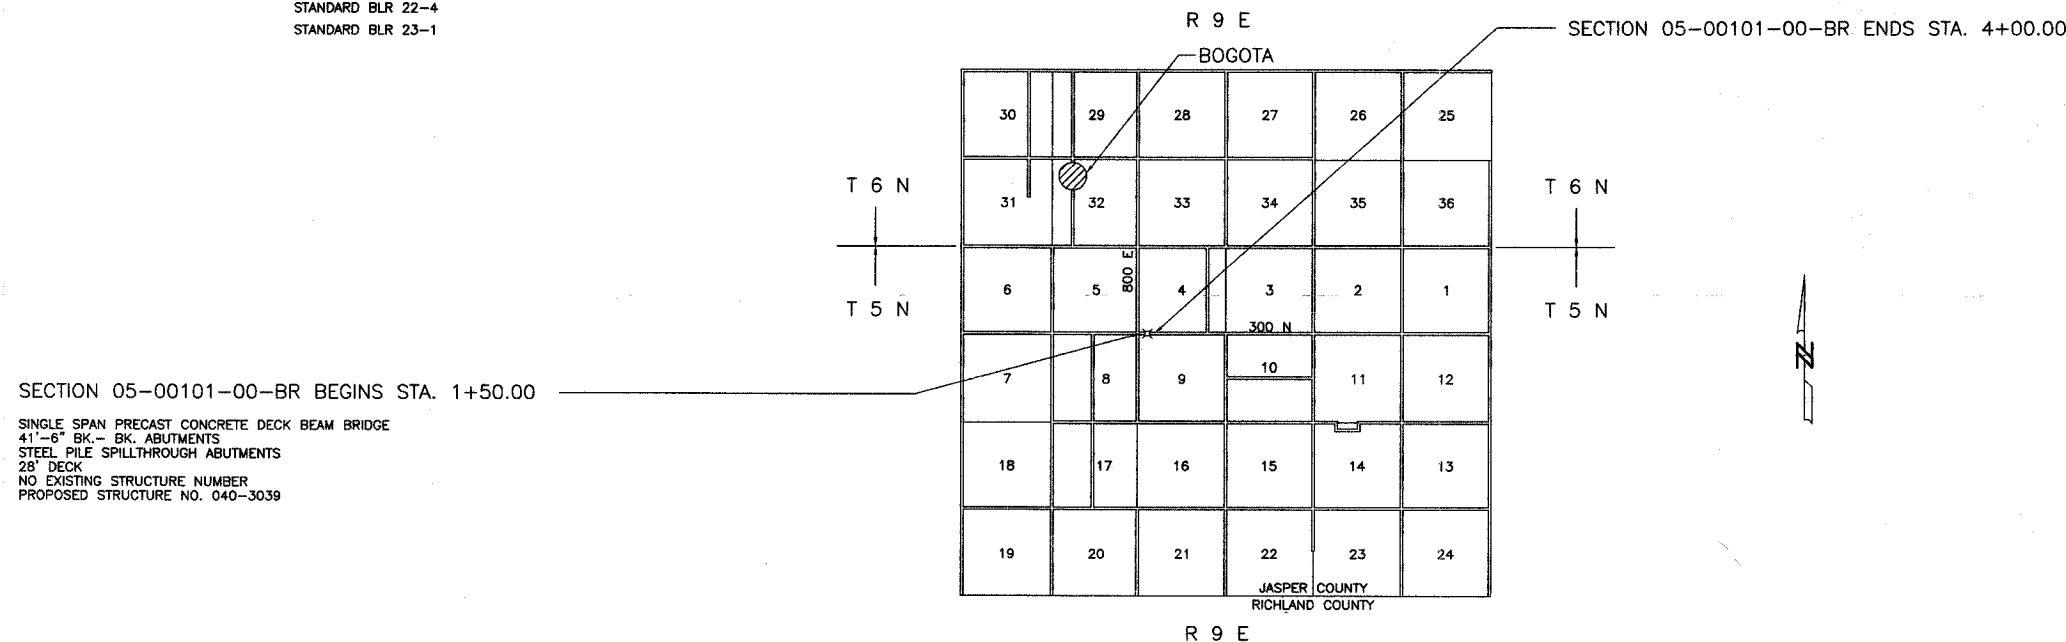 STANDARD BLR 22-4
STANDARD BLR 23-1
R 9 E
SECTION 05-00101-00-BR ENDS STA. 4+00.00
BOGOTA
30 29 28 27 26 25
T 6 N
T 6 N
31 32 33 34 35 36
800 E
6 5 4 3 2 1
T 5 N
T 5 N
300 N
10
7 8 9 11 12
N
SECTION 05-00101-00-BR BEGINS STA. 1+50.00
SINGLE SPAN PRECAST CONCRETE DECK BEAM BRIDGE
41'-6" BK.- BK. ABUTMENTS
STEEL PILE SPILLTHROUGH ABUTMENTS
28' DECK
NO EXISTING STRUCTURE NUMBER
PROPOSED STRUCTURE NO. 040-3039
18 17 16 15 14 13
19 20 21 22 23 24
JASPER COUNTY
RICHLAND COUNTY
R 9 E